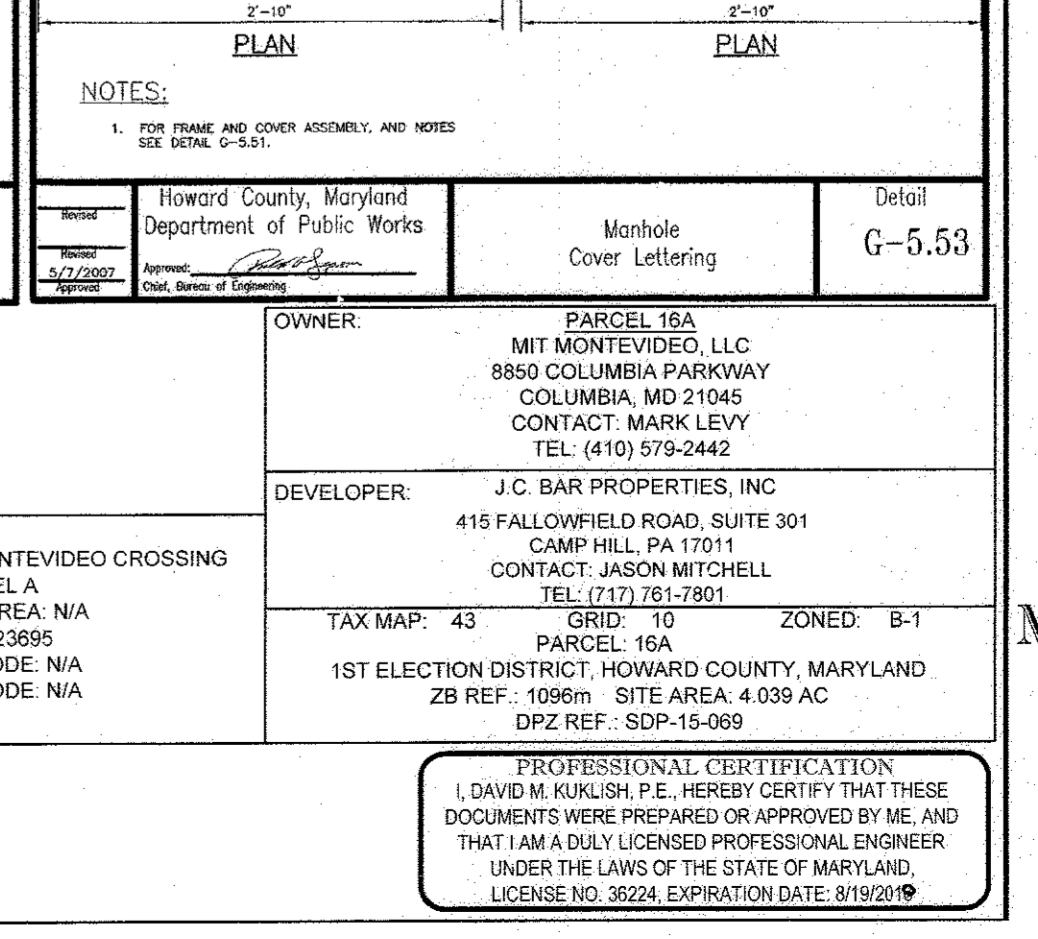 2'-10"
2'-10"
PLAN
PLAN
NOTES:
1. FOR FRAME AND COVER ASSEMBLY, AND NOTES
SEE DETAIL G-5.51.
Revised
Revised
5/7/2007
Approved
Howard County, Maryland
Department of Public Works
Approved:
Chief, Bureau of Engineering
Manhole
Cover Lettering
Detail
G-5.53
OWNER:
PARCEL 16A
MIT MONTEVIDEO, LLC
8850 COLUMBIA PARKWAY
COLUMBIA, MD 21045
CONTACT: MARK LEVY
TEL: (410) 579-2442
DEVELOPER:
J.C. BAR PROPERTIES, INC
415 FALLOWFIELD ROAD, SUITE 301
CAMP HILL, PA 17011
CONTACT: JASON MITCHELL
TEL: (717) 761-7801
NTEVIDEO CROSSING
EL A
REA: N/A
23695
ODE: N/A
ODE: N/A
TAX MAP: 43 GRID: 10 ZONED: B-1
PARCEL: 16A
1ST ELECTION DISTRICT, HOWARD COUNTY, MARYLAND
ZB REF.: 1096m SITE AREA: 4.039 AC
DPZ REF.: SDP-15-069
PROFESSIONAL CERTIFICATION
I, DAVID M. KUKLISH, P.E., HEREBY CERTIFY THAT THESE
DOCUMENTS WERE PREPARED OR APPROVED BY ME, AND
THAT I AM A DULY LICENSED PROFESSIONAL ENGINEER
UNDER THE LAWS OF THE STATE OF MARYLAND,
LICENSE NO. 36224, EXPIRATION DATE: